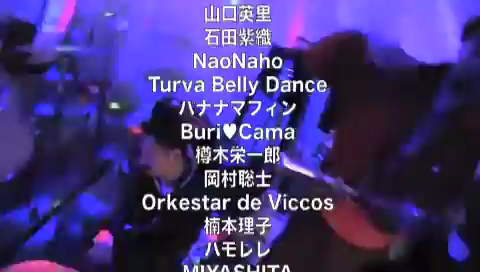 山口英里
石田紫織
NaoNaho
Turva Belly Dance
ハナナマフィン
Buri♥Cama
樽木栄一郎
岡村聡士
Orkestar de Viccos
楠本理子
ハモレレ
MIYASHITA